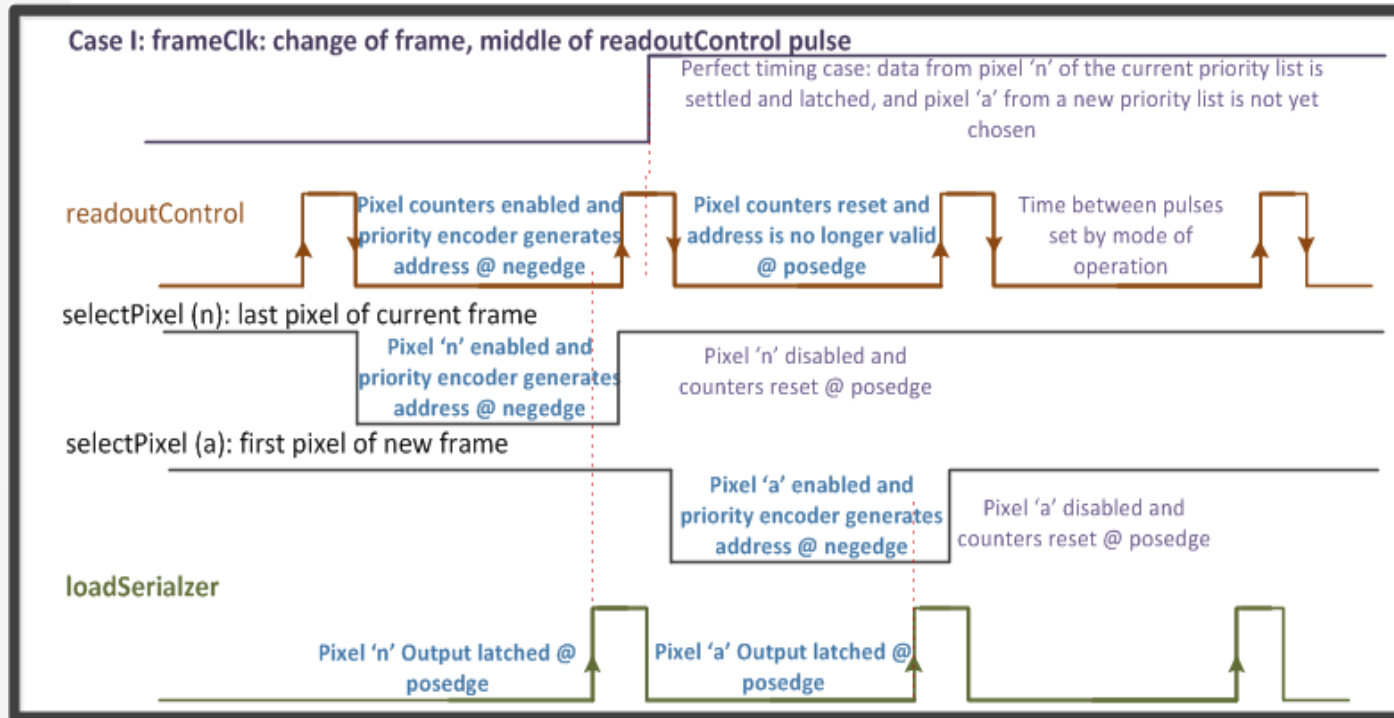 Case I: frameClk: change of frame, middle of readoutControl pulse
Perfect timing case: data from pixel ‘n’ of the current priority list is
settled and latched, and pixel ‘a’ from a new priority list is not yet
chosen
readoutControl
Pixel counters enabled and
priority encoder generates
address @ negedge
Pixel counters reset and
address is no longer valid
@ posedge
Time between pulses
set by mode of
operation
selectPixel (n): last pixel of current frame
Pixel ‘n’ enabled and
priority encoder generates
address @ negedge
Pixel ‘n’ disabled and
counters reset @ posedge
selectPixel (a): first pixel of new frame
Pixel ‘a’ enabled and
priority encoder generates
address @ negedge
Pixel ‘a’ disabled and
counters reset @ posedge
loadSerialzer
Pixel ‘n’ Output latched @
posedge
Pixel ‘a’ Output latched @
posedge